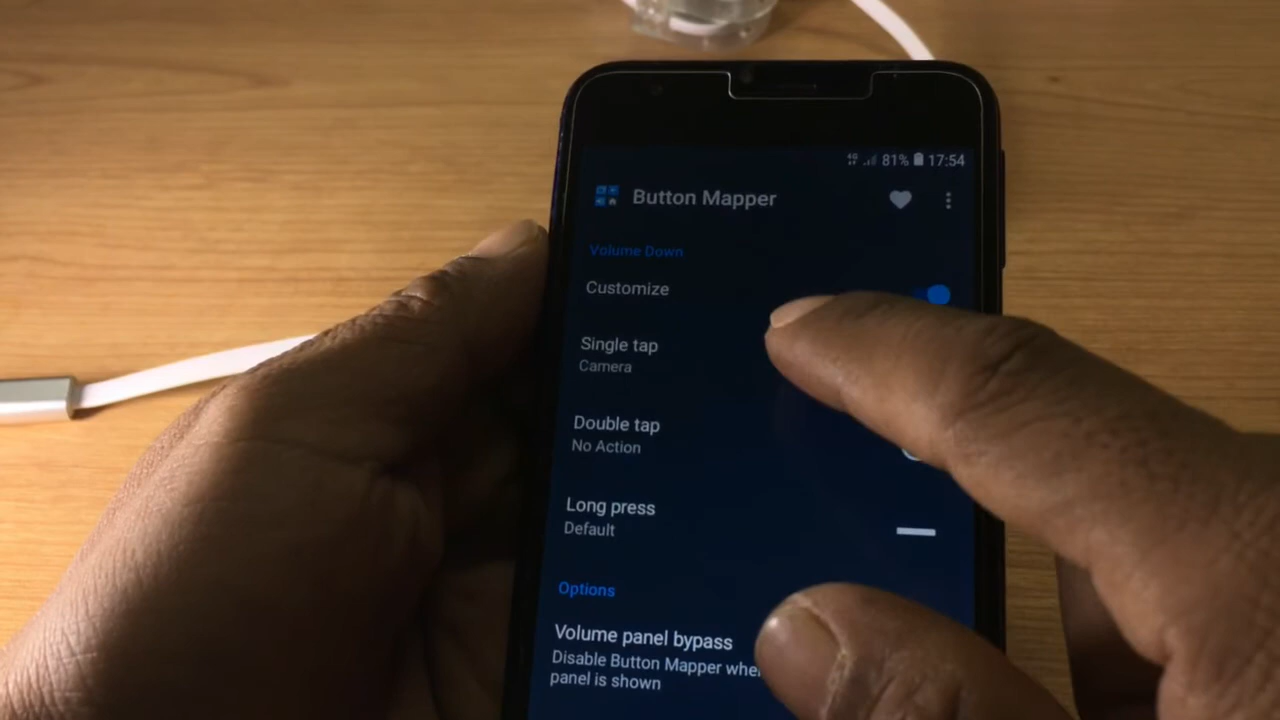 4G 81% 17:54
Button Mapper
Volume Down
Customize
Single tap
Camera
Double tap
No Action
Long press
Default
Options
Volume panel bypass
Disable Button Mapper
panel is shown